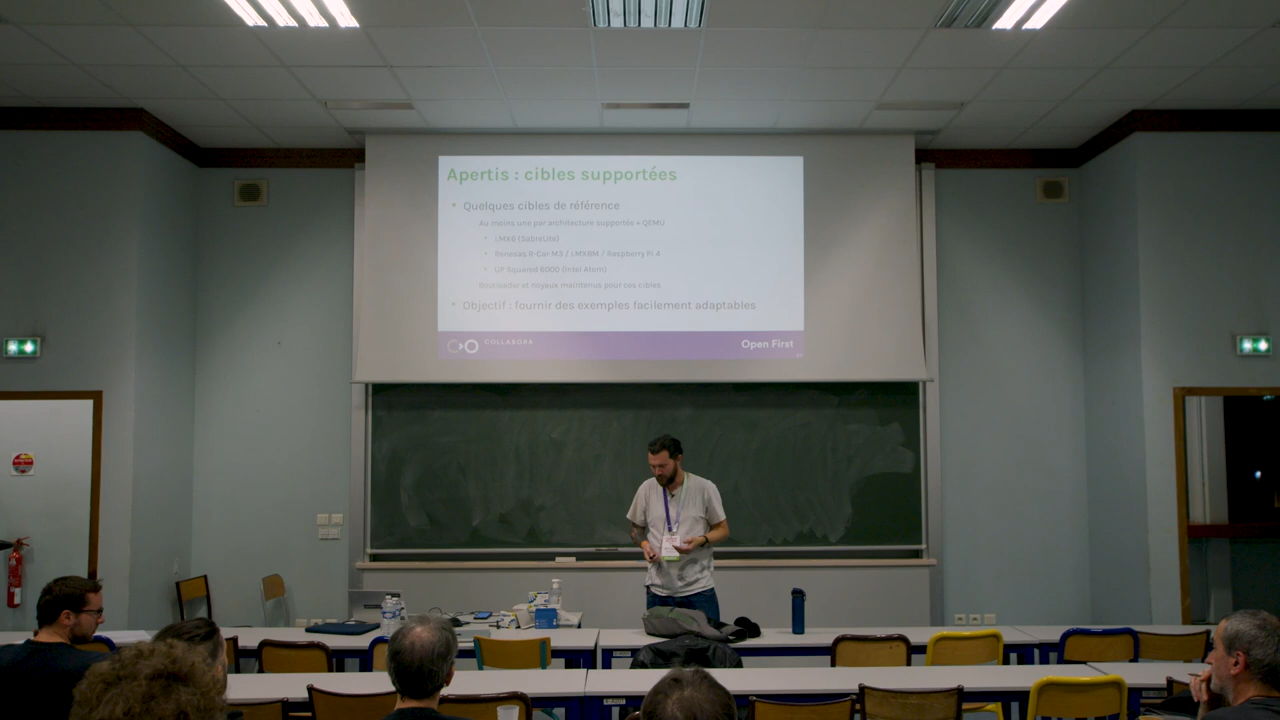 Apertis : cibles supportées
Quelques cibles de référence
Au moins une par architecture supportée + QEMU
i.MX6 (SabreLite)
Renesas R-Car M3 / i.MX8M / Raspberry Pi 4
UP Squared 6000 (Intel Atom)
Bootloader et noyaux maintenus pour ces cibles
Objectif : fournir des exemples facilement adaptables
COLLABORA
Open First